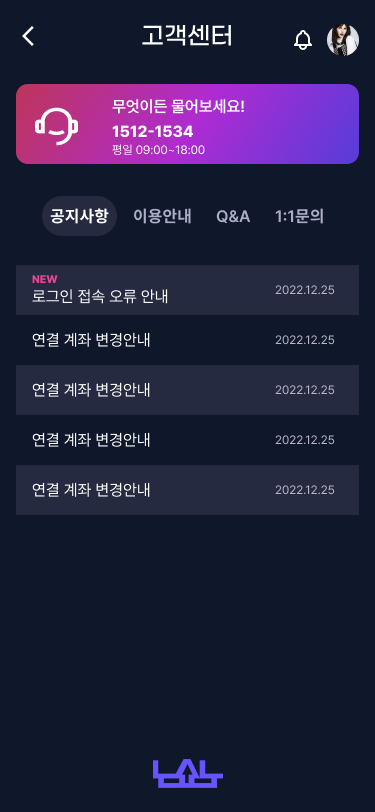 고객센터
무엇이든 물어보세요!
1512-1534
평일 09:00~18:00
공지사항 이용안내 Q&A 1:1문의
NEW
로그인 접속 오류 안내 2022.12.25
연결 계좌 변경안내 2022.12.25
연결 계좌 변경안내 2022.12.25
연결 계좌 변경안내 2022.12.25
연결 계좌 변경안내 2022.12.25